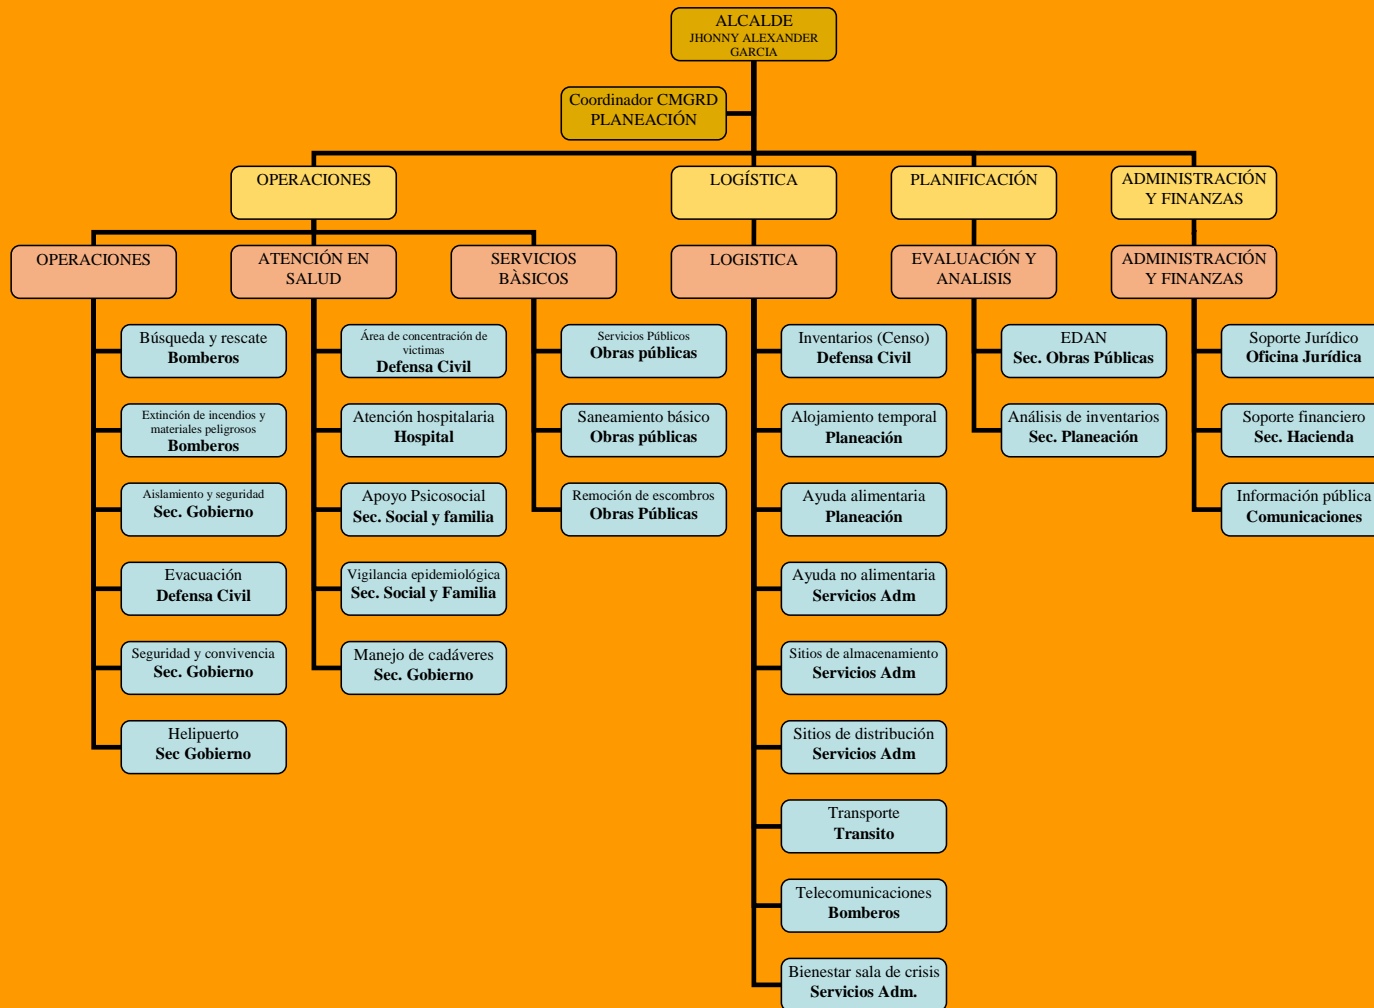 ALCALDE
JHONNY ALEXANDER
GARCIA
Coordinador CMGRD
PLANEACIÓN
OPERACIONES
LOGÍSTICA
PLANIFICACIÓN
ADMINISTRACIÓN
Y FINANZAS
OPERACIONES
ATENCIÓN EN
SALUD
SERVICIOS
BÀSICOS
LOGISTICA
EVALUACIÓN Y
ANALISIS
ADMINISTRACIÓN
Y FINANZAS
Búsqueda y rescate
Bomberos
Extinción de incendios y
materiales peligrosos
Bomberos
Aislamiento y seguridad
Sec. Gobierno
Evacuación
Defensa Civil
Seguridad y convivencia
Sec. Gobierno
Helipuerto
Sec Gobierno
Área de concentración de
victimas
Defensa Civil
Atención hospitalaria
Hospital
Apoyo Psicosocial
Sec. Social y familia
Vigilancia epidemiológica
Sec. Social y Familia
Manejo de cadáveres
Sec. Gobierno
Servicios Públicos
Obras públicas
Saneamiento básico
Obras públicas
Remoción de escombros
Obras Públicas
Inventarios (Censo)
Defensa Civil
Alojamiento temporal
Planeación
Ayuda alimentaria
Planeación
Ayuda no alimentaria
Servicios Adm
Sitios de almacenamiento
Servicios Adm
Sitios de distribución
Servicios Adm
Transporte
Transito
Telecomunicaciones
Bomberos
Bienestar sala de crisis
Servicios Adm.
EDAN
Sec. Obras Públicas
Análisis de inventarios
Sec. Planeación
Soporte Jurídico
Oficina Jurídica
Soporte financiero
Sec. Hacienda
Información pública
Comunicaciones